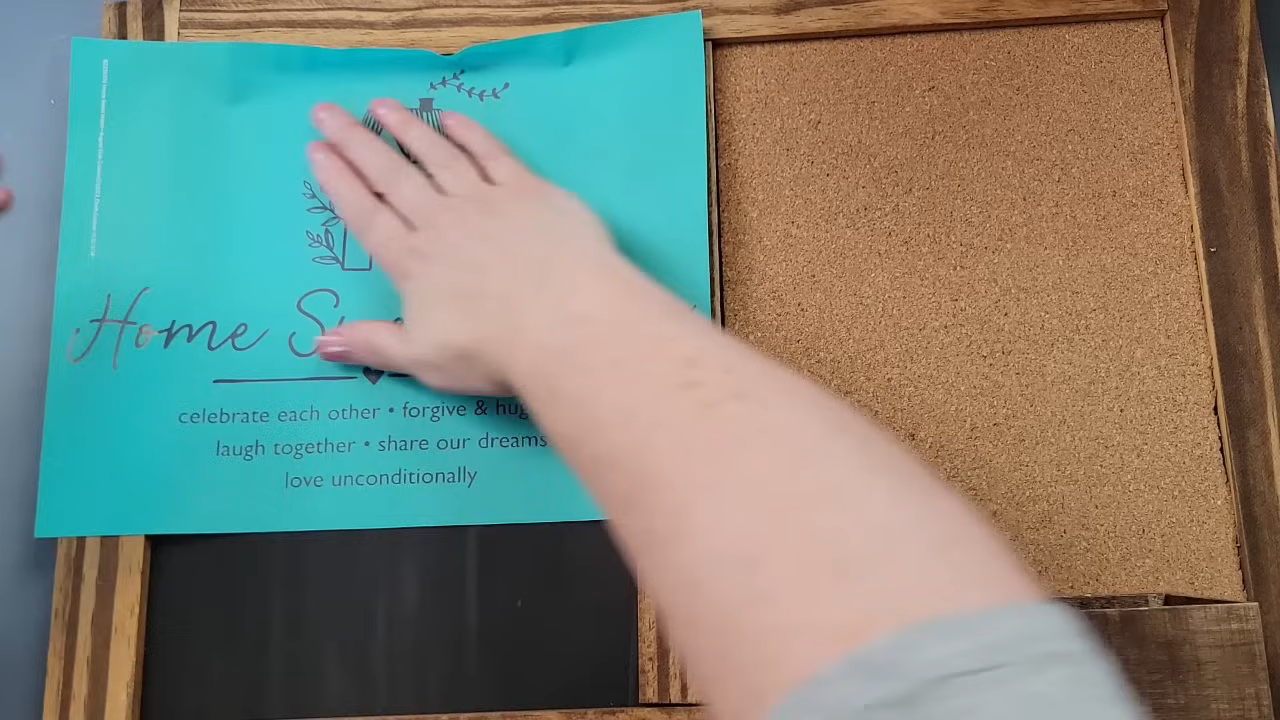 Home
celebrate each other • forgive & hug
laugh together • share our dreams
love unconditionally